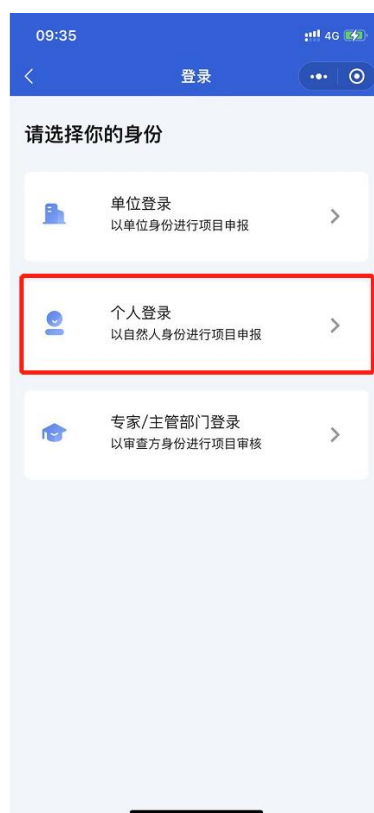 09:35
4G
登录
请选择你的身份
单位登录
以单位身份进行项目申报
个人登录
以自然人身份进行项目申报
专家/主管部门登录
以审查方身份进行项目审核